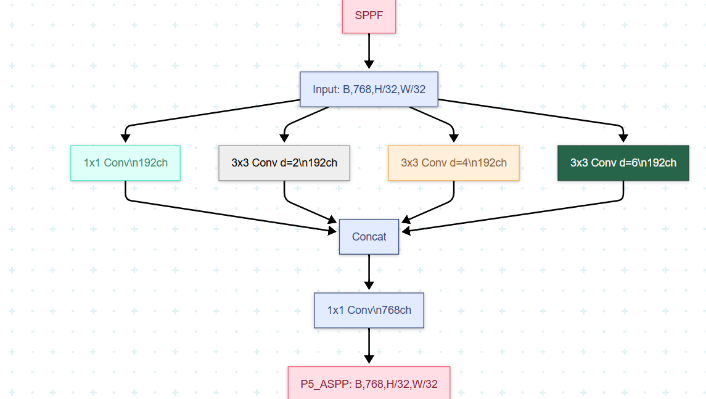 SPPF
Input: B,768,H/32,W/32
1x1 Conv\n192ch
3x3 Conv d=2\n192ch
3x3 Conv d=4\n192ch
3x3 Conv d=6\n192ch
Concat
1x1 Conv\n768ch
P5_ASPP: B,768,H/32,W/32